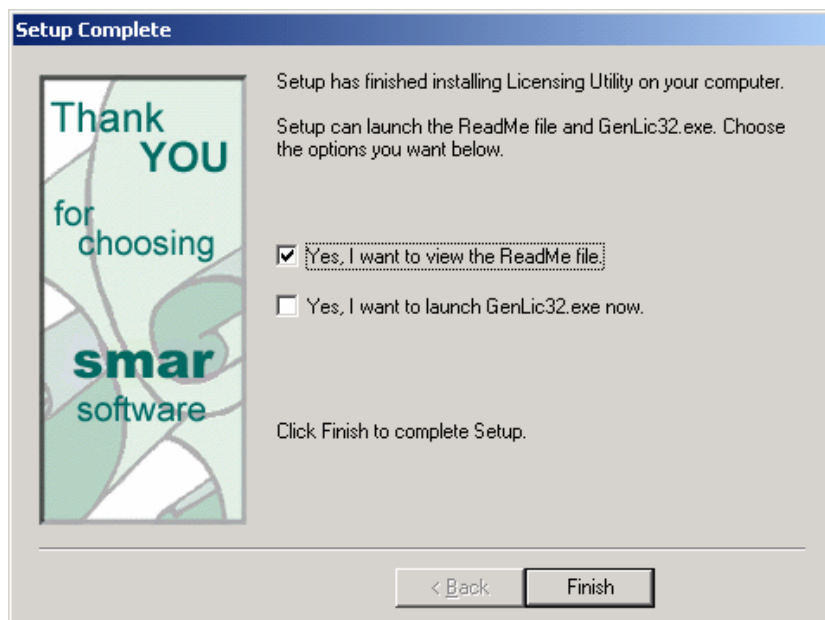 Setup Complete
Thank
YOU
for
choosing
smar
software
Setup has finished installing Licensing Utility on your computer.
Setup can launch the ReadMe file and GenLic32.exe. Choose
the options you want below.
Yes, I want to view the ReadMe file.
Yes, I want to launch GenLic32.exe now.
Click Finish to complete Setup.
< Back
Finish